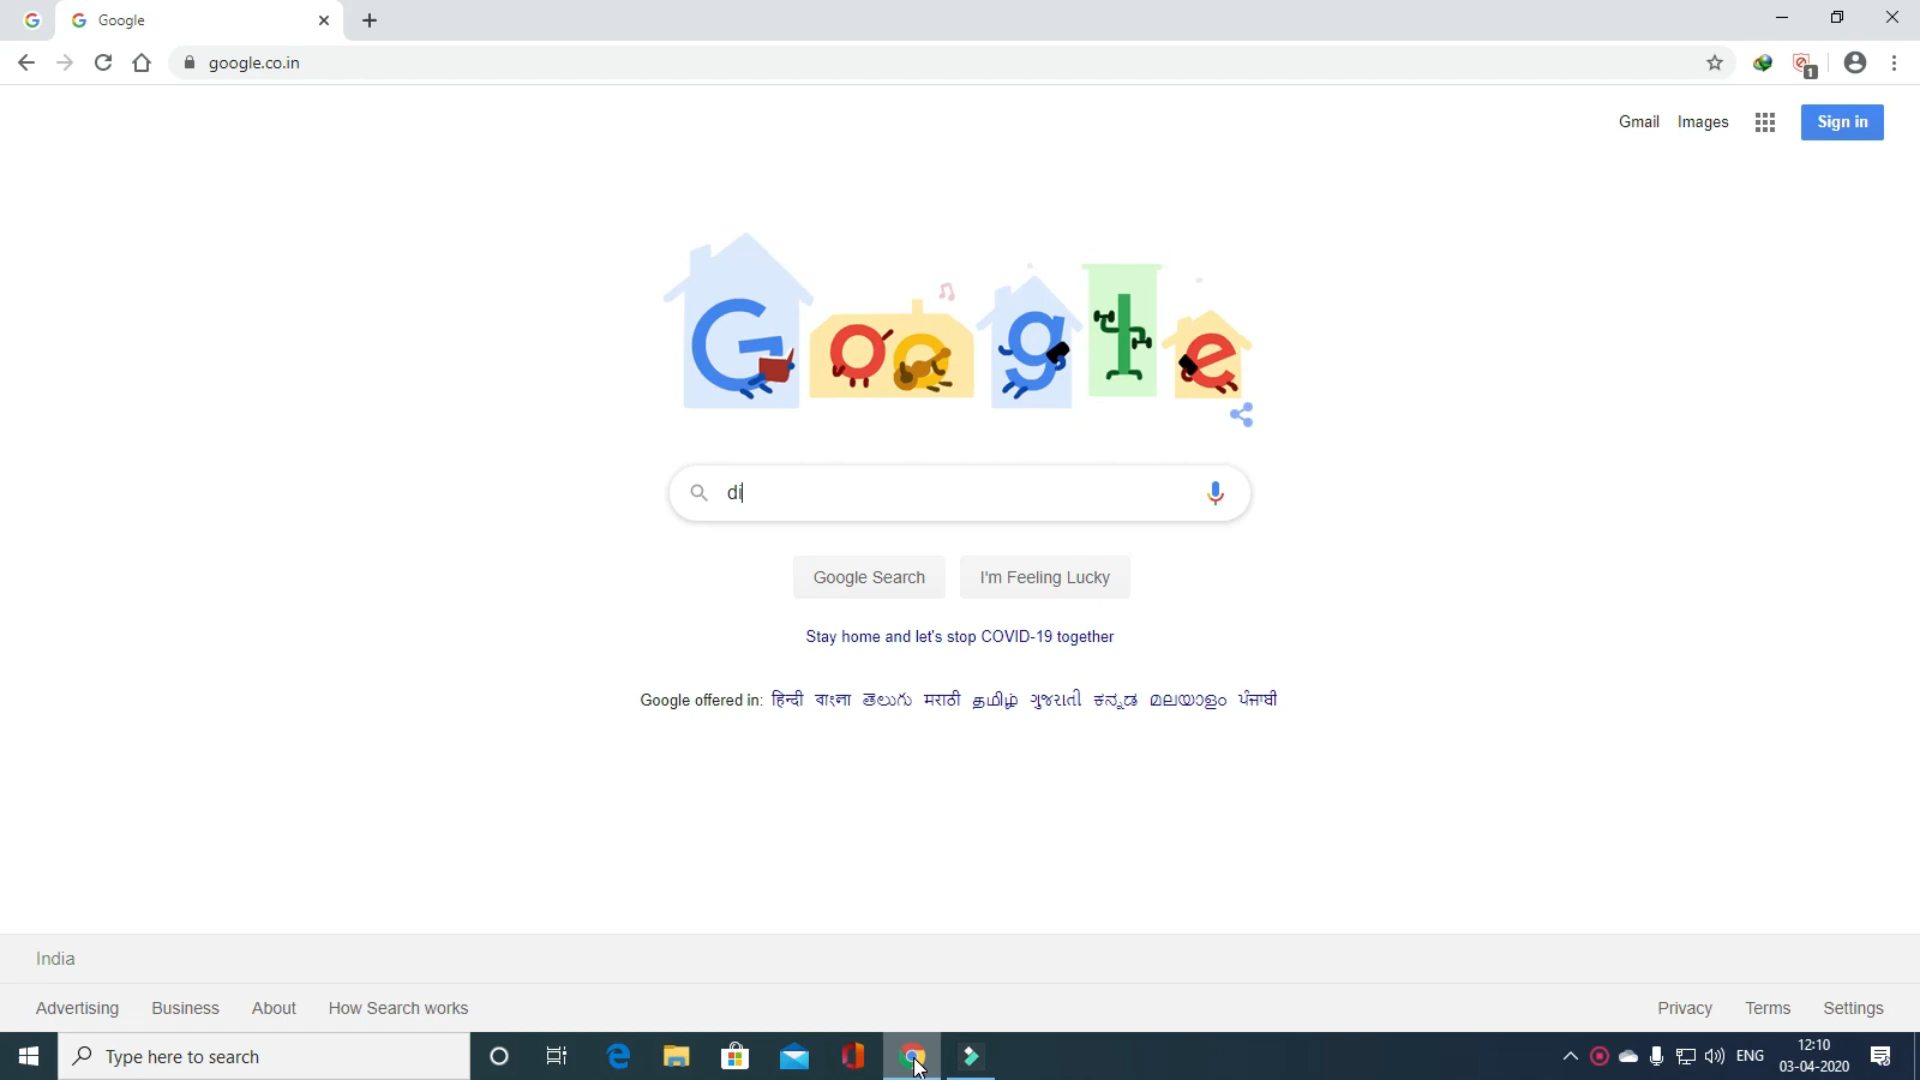 Google
google.co.in
1
Gmail Images Sign in
Google
di
Google Search I'm Feeling Lucky
Stay home and let's stop COVID-19 together
Google offered in: हिन्दी বাংলা తెలుగు मराठी தமிழ் ગુજરાતી ಕನ್ನಡ മലയാളം ਪੰਜਾਬੀ
India
Advertising Business About How Search works Privacy Terms Settings
Type here to search ENG 12:10
03-04-2020